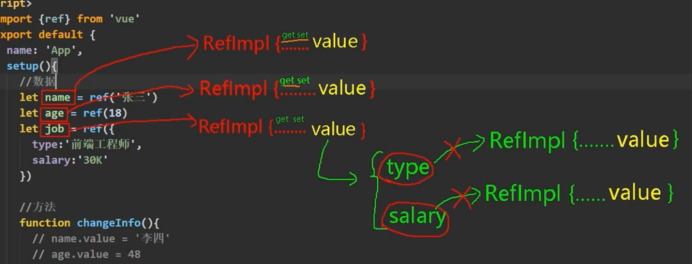 ript>
mport {ref} from 'vue'
xport default {
name: 'App',
setup(){
//数据
let name = ref('张三')
let age = ref(18)
let job = ref({
type:'前端工程师',
salary:'30K'
})
//方法
function changeInfo(){
// name.value = '李四'
// age.value = 48
get set
RefImpl {....... value }
get set
RefImpl {....... value }
get set
RefImpl {....... value }
{ type
RefImpl {....... value }
salary
RefImpl {....... value }